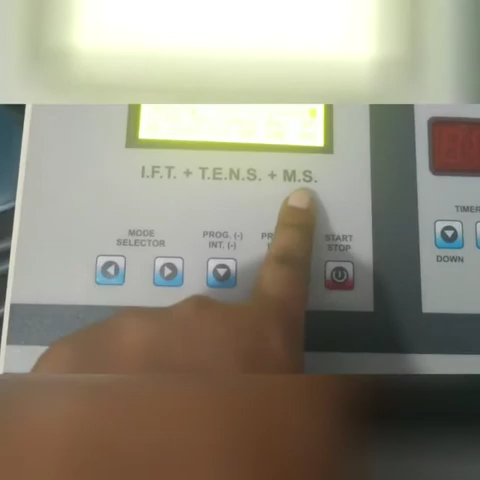 I.F.T. + T.E.N.S. + M.S.
MODE
SELECTOR
PROG. (-)
INT. (-)
START
STOP
TIMER
DOWN